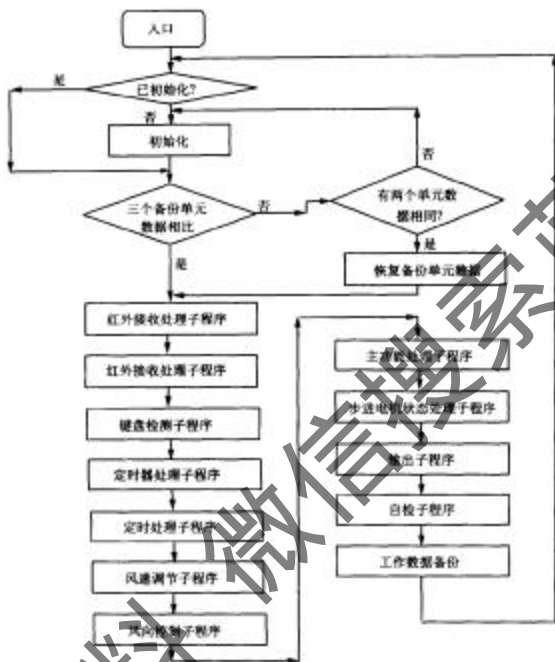 入口
是
已初始化?
否
初始化
否
三个备份单元
数据相比
否
有两个单元数
据相同?
是
是
恢复备份单元数据
红外接收处理子程序
红外接收处理子程序
键盘检测子程序
定时器处理子程序
定时处理子程序
风速调节子程序
风向控制子程序
主功能处理子程序
步进电机状态处理子程序
输出子程序
自检子程序
工作数据备份
微信搜索